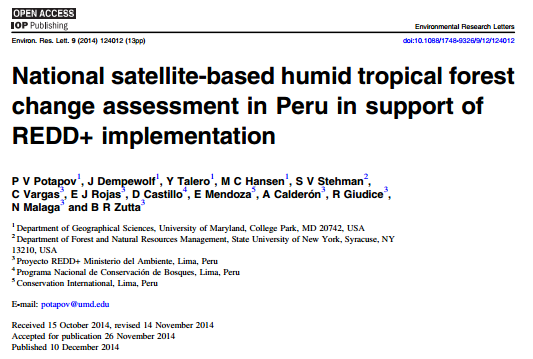 OPEN ACCESS
IOP Publishing
Environmental Research Letters
Environ. Res. Lett. 9 (2014) 124012 (13pp)
doi:10.1088/1748-9326/9/12/124012
National satellite-based humid tropical forest
change assessment in Peru in support of
REDD+ implementation
P V Potapov1, J Dempewolf1, Y Talero1, M C Hansen1, S V Stehman2,
C Vargas3, E J Rojas3, D Castillo4, E Mendoza5, A Calderón3, R Giudice3,
N Malaga3 and B R Zutta3
1 Department of Geographical Sciences, University of Maryland, College Park, MD 20742, USA
2 Department of Forest and Natural Resources Management, State University of New York, Syracuse, NY
13210, USA
3 Proyecto REDD+ Ministerio del Ambiente, Lima, Peru
4 Programa Nacional de Conservación de Bosques, Lima, Peru
5 Conservation International, Lima, Peru
E-mail: potapov@umd.edu
Received 15 October 2014, revised 14 November 2014
Accepted for publication 26 November 2014
Published 10 December 2014